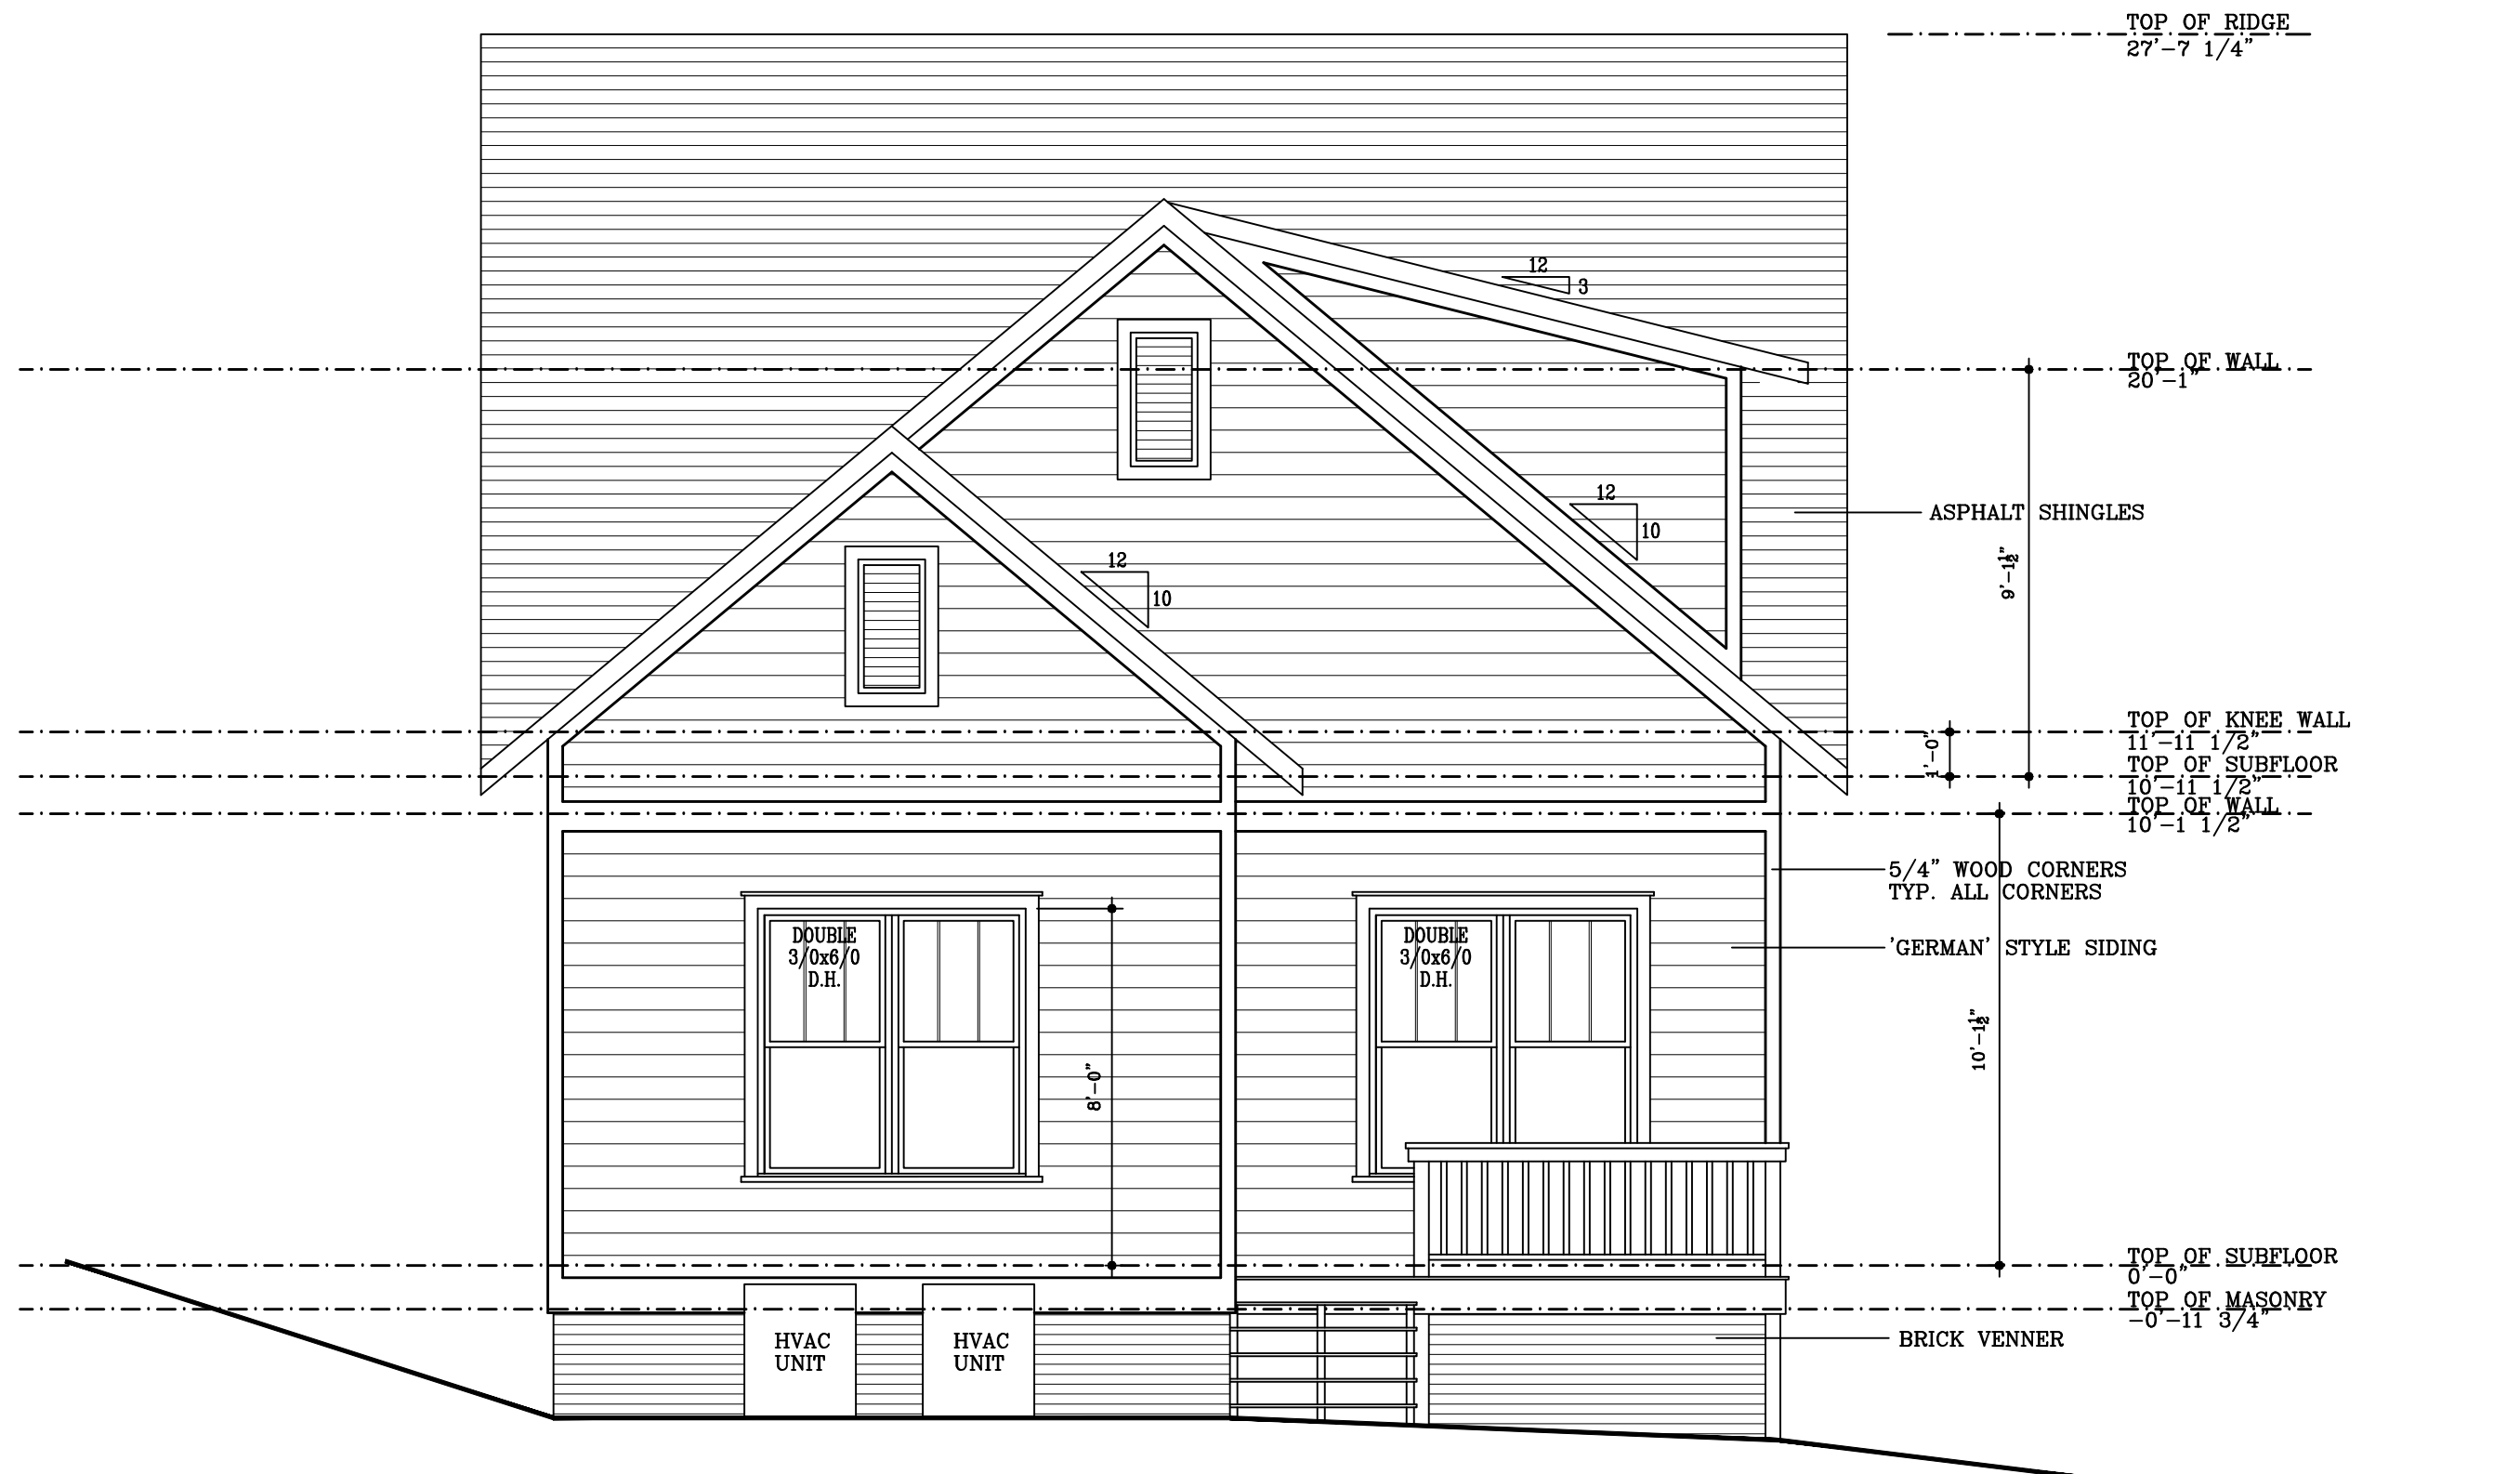 TOP OF RIDGE
27'-7 1/4"
12
3
TOP OF WALL
20'-1"
12
10
ASPHALT SHINGLES
12
10
9'-1 1/2"
TOP OF KNEE WALL
11'-11 1/2"
1'-0"
TOP OF SUBFLOOR
10'-11 1/2"
TOP OF WALL
10'-1 1/2"
5/4" WOOD CORNERS
TYP. ALL CORNERS
DOUBLE
3/0x6/0
D.H.
DOUBLE
3/0x6/0
D.H.
'GERMAN' STYLE SIDING
8'-0"
10'-1 1/2"
TOP OF SUBFLOOR
0'-0"
TOP OF MASONRY
-0'-11 3/4"
HVAC
UNIT
HVAC
UNIT
BRICK VENNER